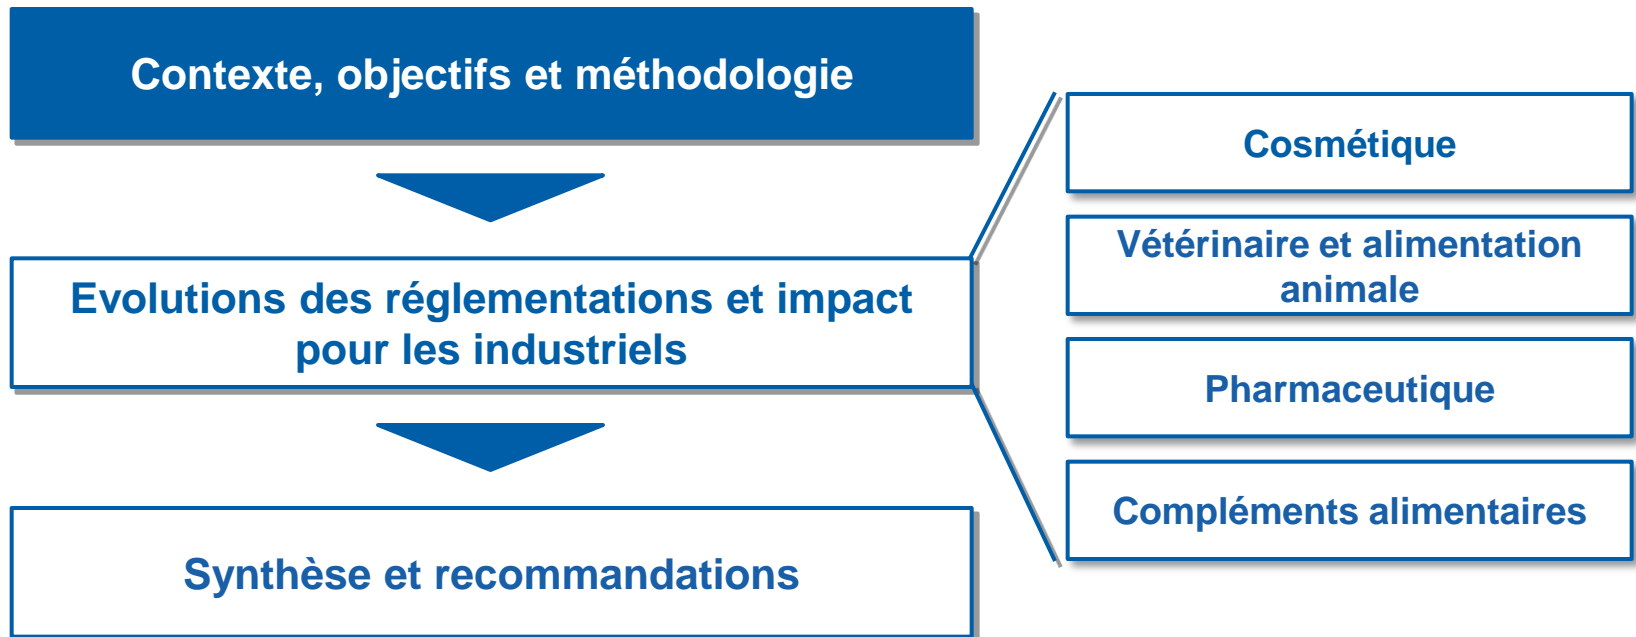 Contexte, objectifs et méthodologie
Evolutions des réglementations et impact
pour les industriels
Synthèse et recommandations
Cosmétique
Vétérinaire et alimentation
animale
Pharmaceutique
Compléments alimentaires